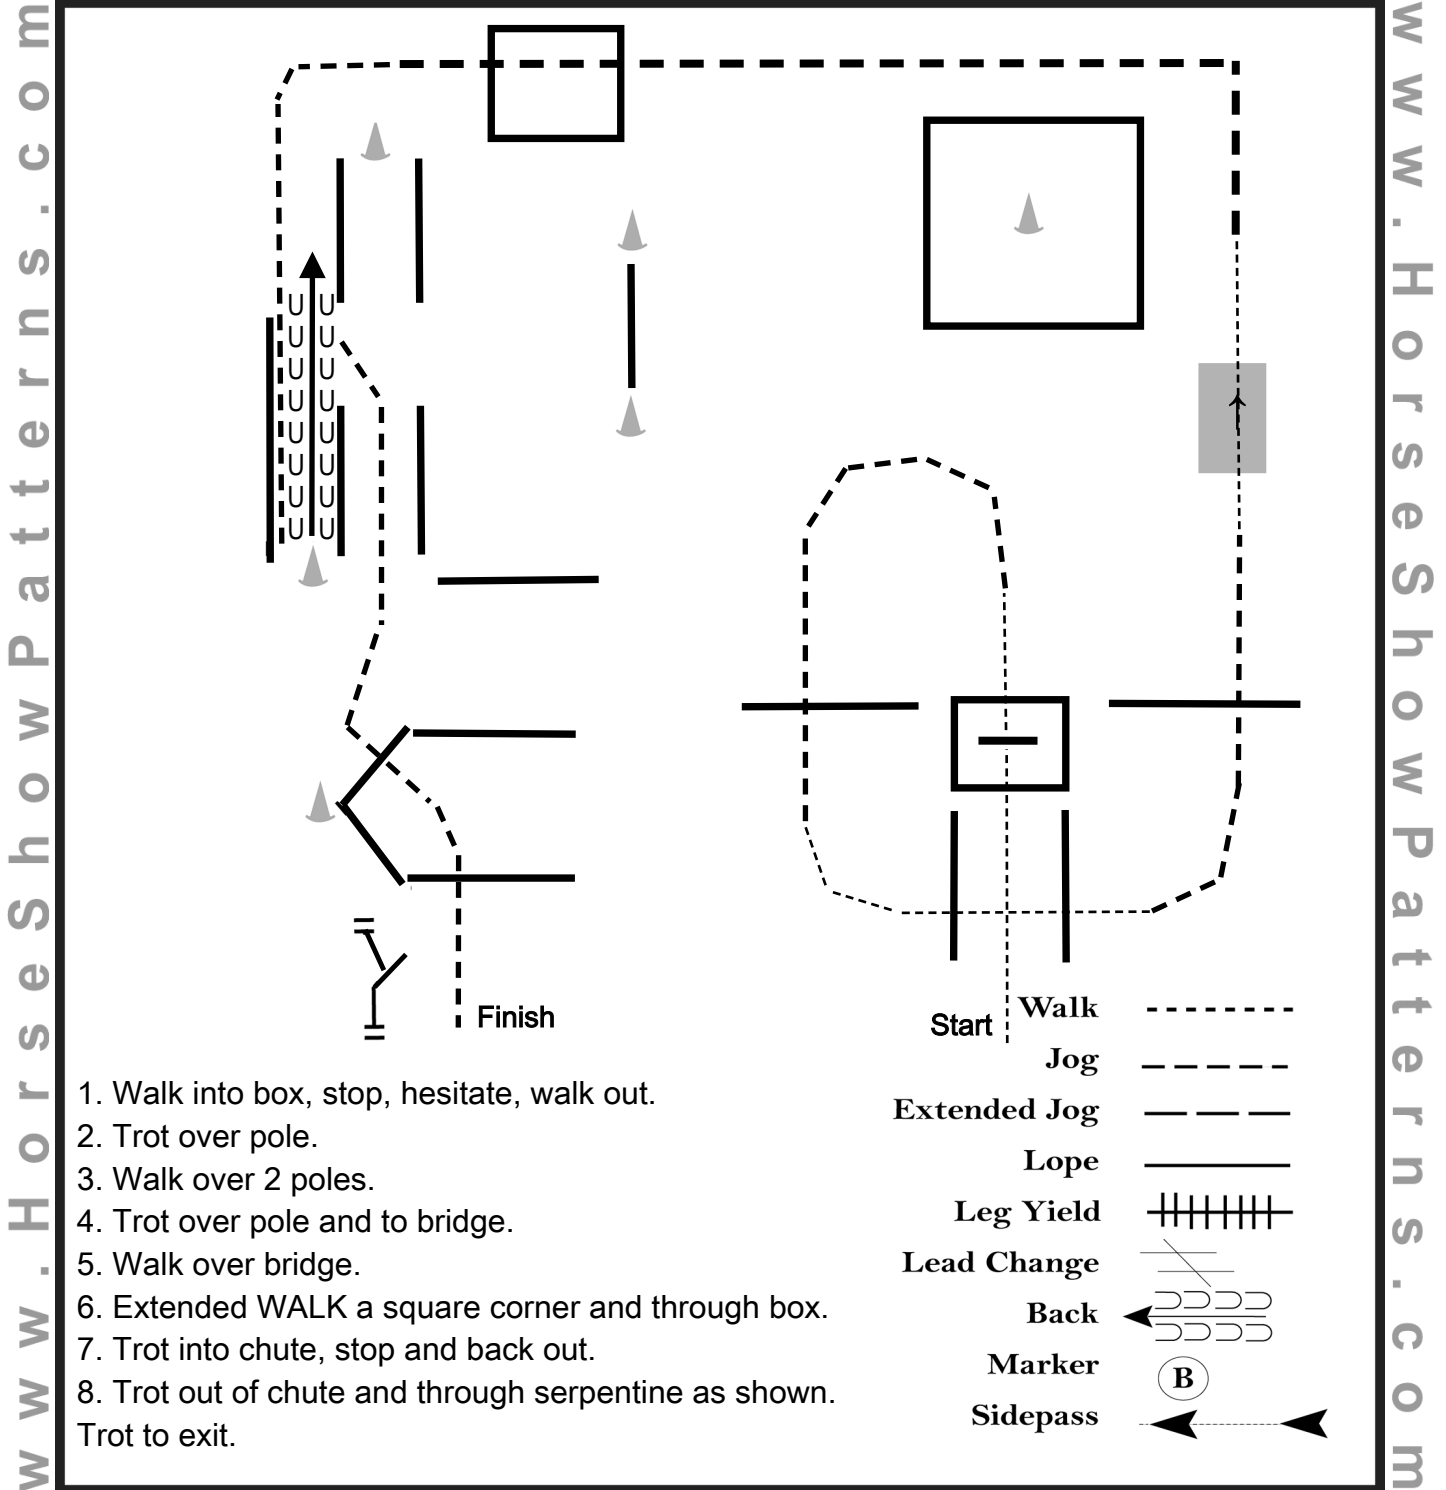 www.HorseShowPatterns.com
www.HorseShowPatterns.com
Finish
Start
Walk
Jog
Extended Jog
Lope
Leg Yield
Lead Change
Back
Marker
B
Sidepass
1. Walk into box, stop, hesitate, walk out.
2. Trot over pole.
3. Walk over 2 poles.
4. Trot over pole and to bridge.
5. Walk over bridge.
6. Extended WALK a square corner and through box.
7. Trot into chute, stop and back out.
8. Trot out of chute and through serpentine as shown.
Trot to exit.